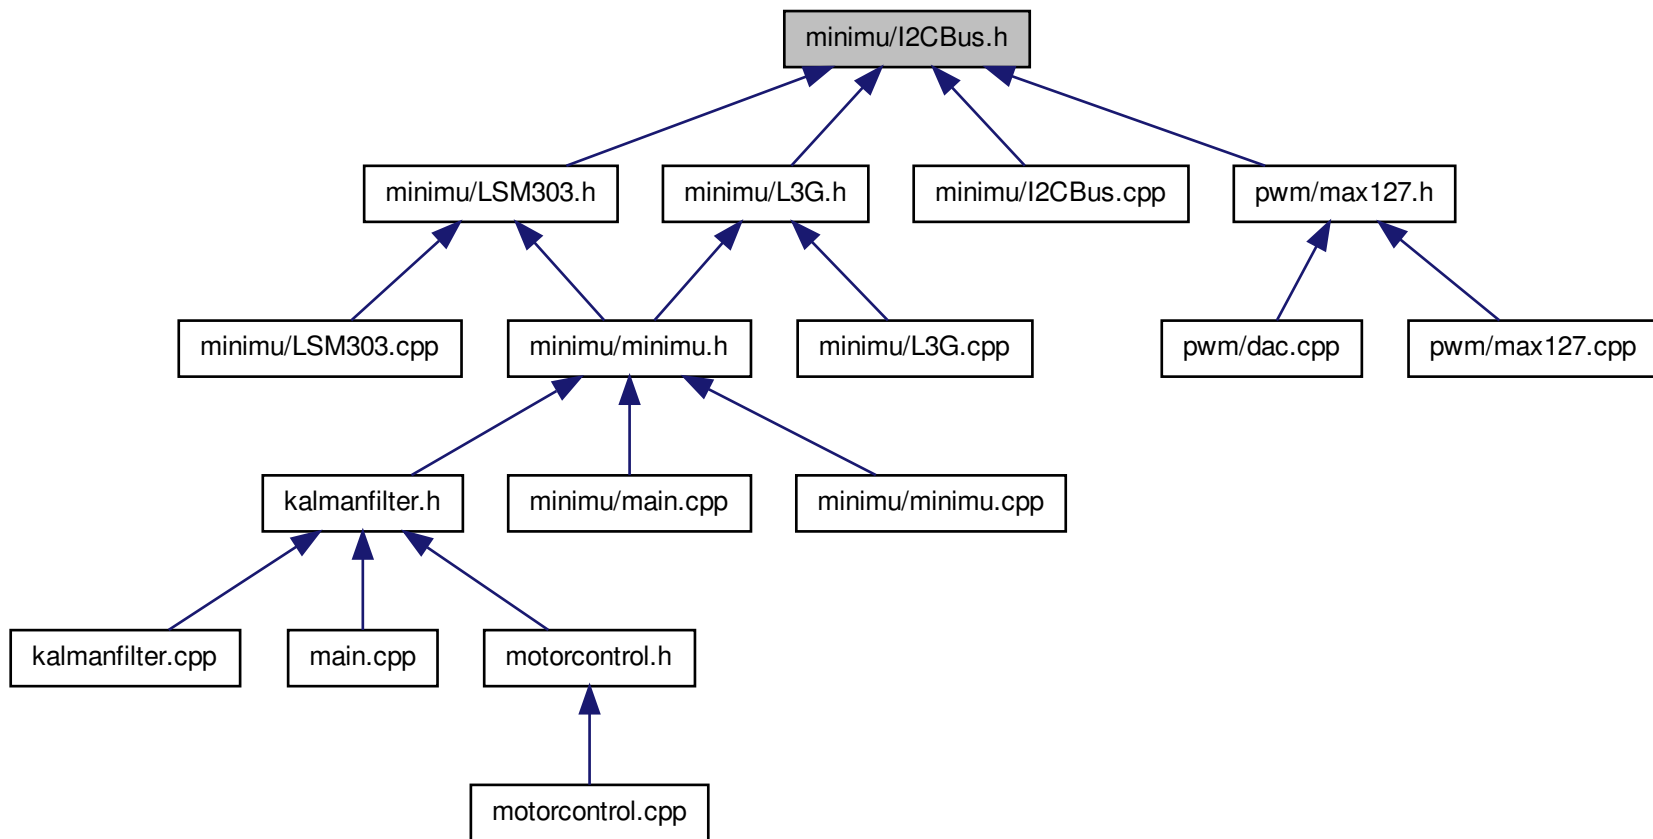 minimu/I2CBus.h
minimu/LSM303.h
minimu/L3G.h
minimu/I2CBus.cpp
pwm/max127.h
minimu/LSM303.cpp
minimu/minimu.h
minimu/L3G.cpp
pwm/dac.cpp
pwm/max127.cpp
kalmanfilter.h
minimu/main.cpp
minimu/minimu.cpp
kalmanfilter.cpp
main.cpp
motorcontrol.h
motorcontrol.cpp